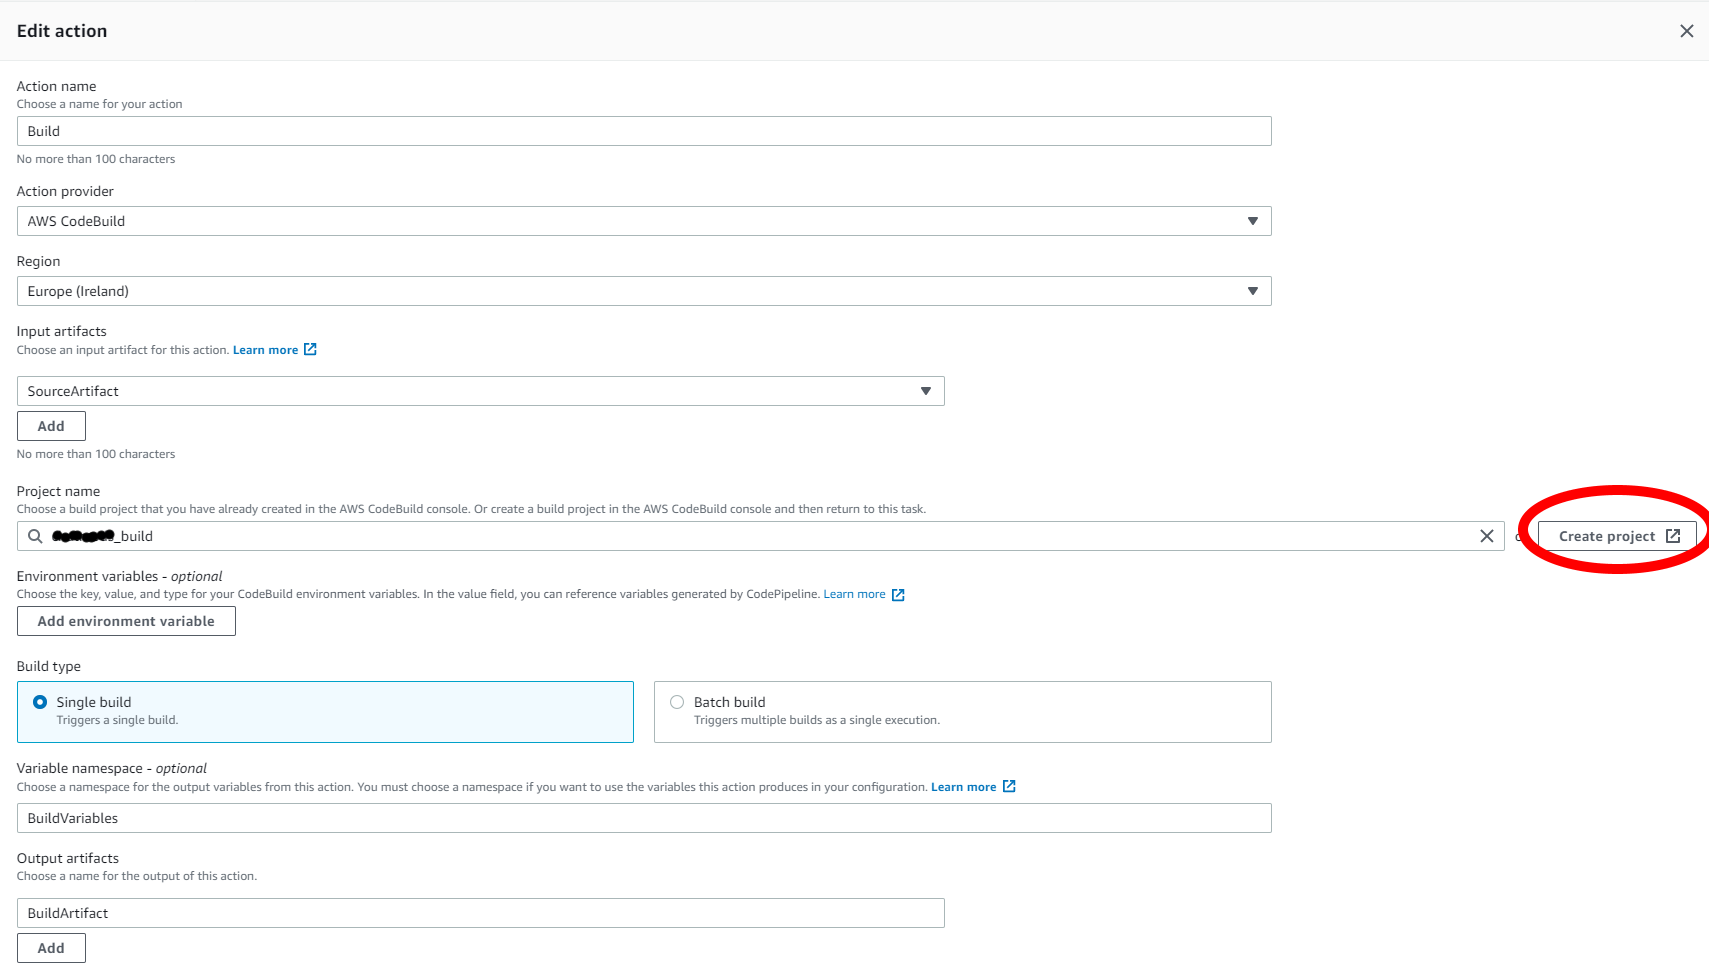 Edit action
Action name
Choose a name for your action
Build
No more than 100 characters
Action provider
AWS CodeBuild
Region
Europe (Ireland)
Input artifacts
Choose an input artifact for this action. Learn more
SourceArtifact
Add
No more than 100 characters
Project name
Choose a build project that you have already created in the AWS CodeBuild console. Or create a build project in the AWS CodeBuild console and then return to this task.
_build
Create project
Environment variables - optional
Choose the key, value, and type for your CodeBuild environment variables. In the value field, you can reference variables generated by CodePipeline. Learn more
Add environment variable
Build type
Single build
Triggers a single build.
Batch build
Triggers multiple builds as a single execution.
Variable namespace - optional
Choose a namespace for the output variables from this action. You must choose a namespace if you want to use the variables this action produces in your configuration. Learn more
BuildVariables
Output artifacts
Choose a name for the output of this action.
BuildArtifact
Add